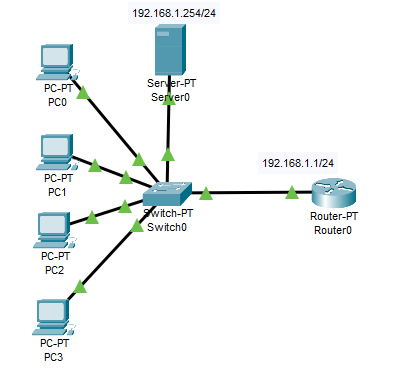 192.168.1.254/24
Server-PT
Server0
PC-PT
PC0
PC-PT
PC1
192.168.1.1/24
Switch-PT
Switch0
Router-PT
Router0
PC-PT
PC2
PC-PT
PC3